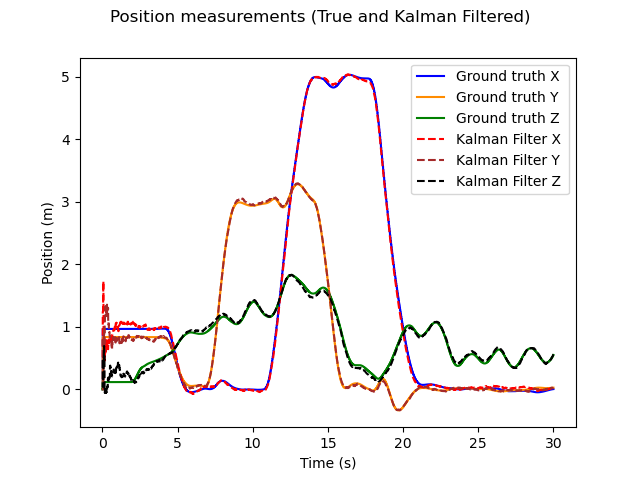 Position measurements (True and Kalman Filtered)
Ground truth X
Ground truth Y
Ground truth Z
Kalman Filter X
Kalman Filter Y
Kalman Filter Z
Position (m)
5
4
3
2
1
0
0 5 10 15 20 25 30
Time (s)